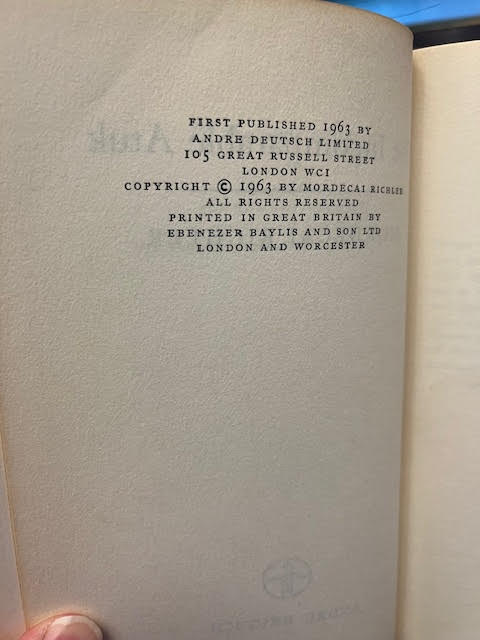 FIRST PUBLISHED 1963 BY
ANDRE DEUTSCH LIMITED
105 GREAT RUSSELL STREET
LONDON WC1
COPYRIGHT © 1963 BY MORDECAI RICHLER
ALL RIGHTS RESERVED
PRINTED IN GREAT BRITAIN BY
EBENEZER BAYLIS AND SON LTD
LONDON AND WORCESTER